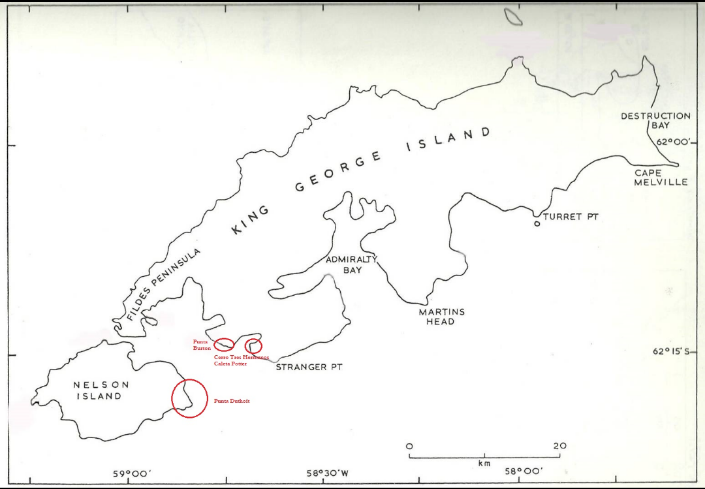 DESTRUCTION
BAY
62°00'
CAPE
MELVILLE
KING GEORGE ISLAND
TURRET PT
FILDES PENINSULA
ADMIRALTY
BAY
MARTINS
HEAD
Punta
Burton
Cerro Tres Hermanos
Caleta Potter
STRANGER PT
62°15'S
NELSON
ISLAND
Punta Duthoit
0 20
km
59°00'
58°30'W
58°00'